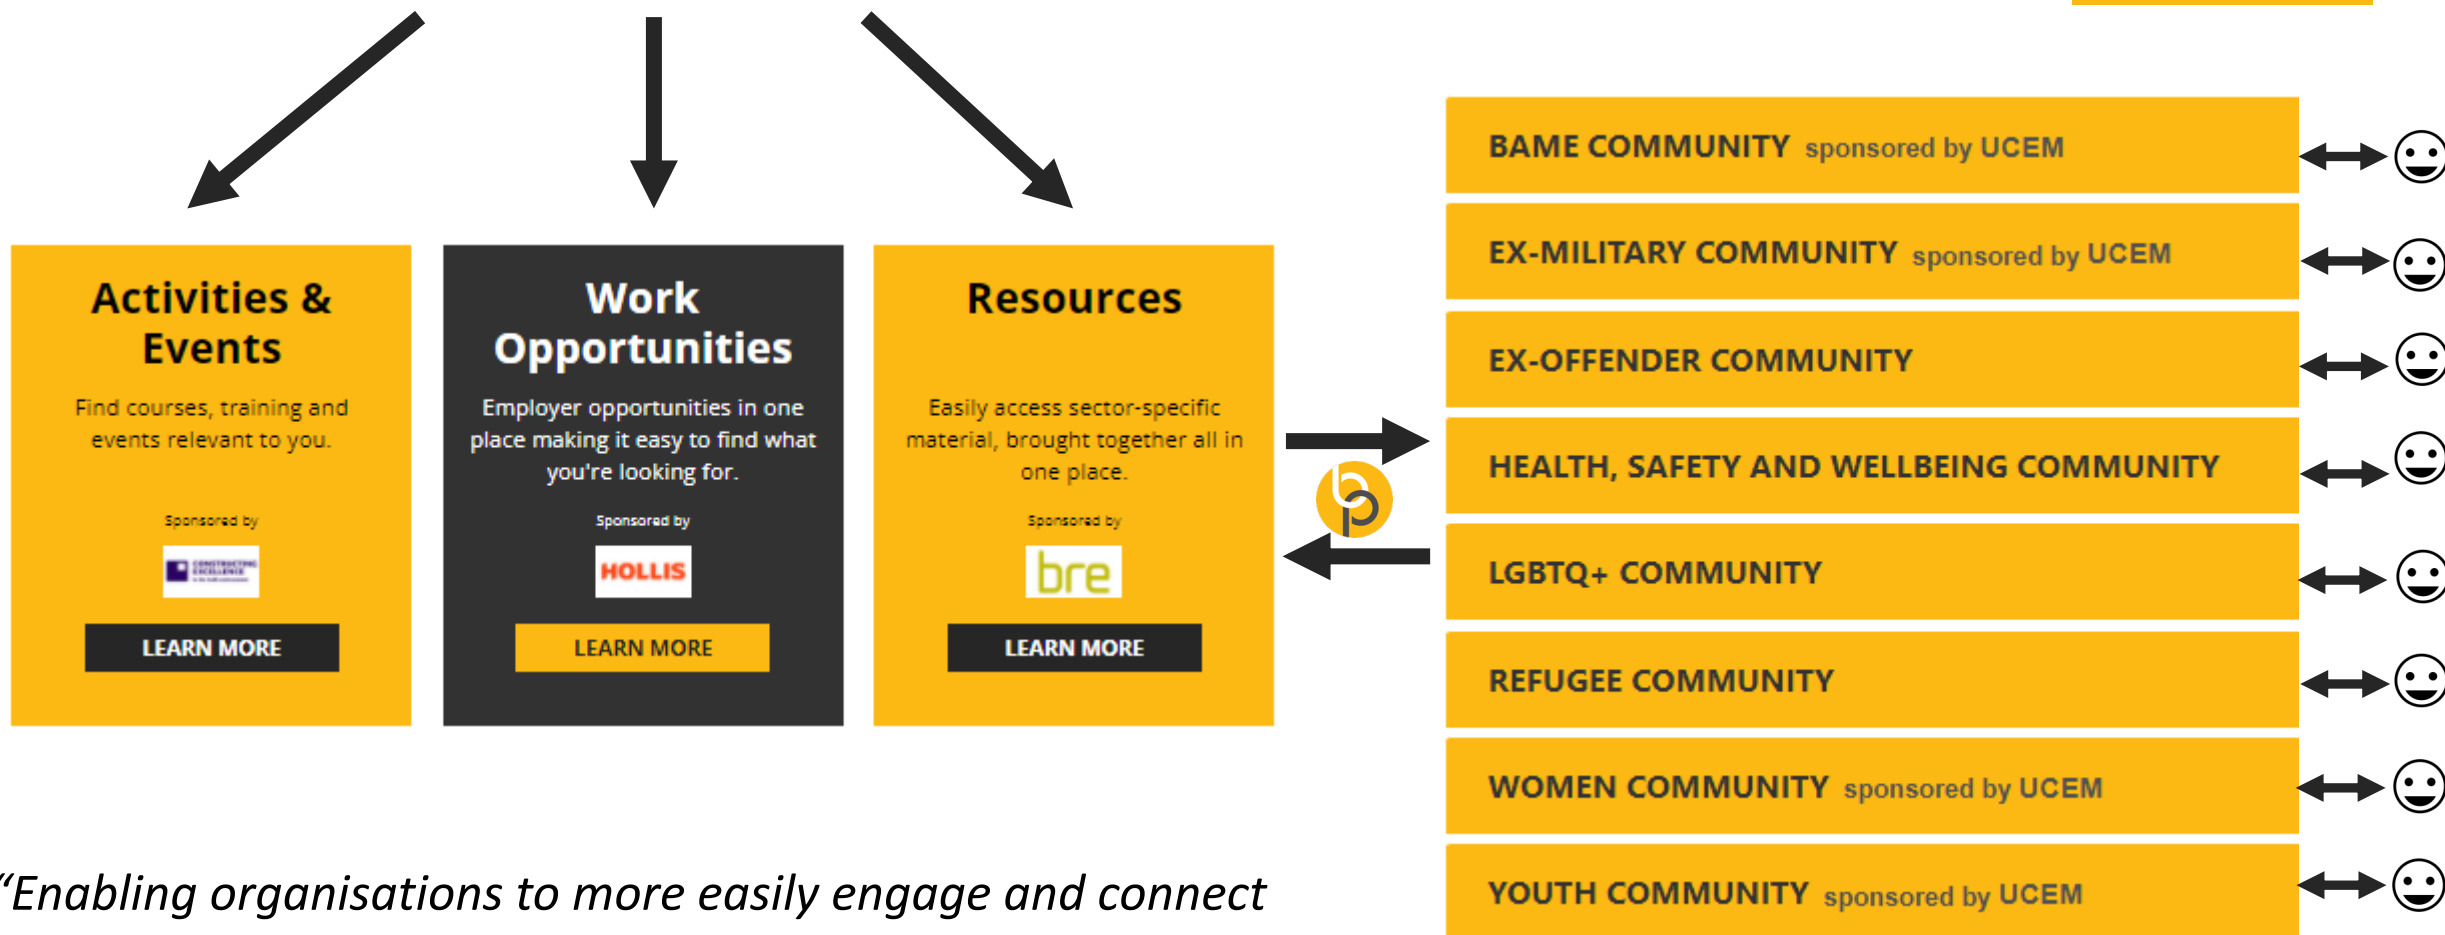 Activities &
Events
Find courses, training and
events relevant to you.
Sponsored by
CONSTRUCTING
EXCELLENCE
LEARN MORE
Work
Opportunities
Employer opportunities in one
place making it easy to find what
you're looking for.
Sponsored by
HOLLIS
LEARN MORE
Resources
Easily access sector-specific
material, brought together all in
one place.
Sponsored by
bre
LEARN MORE
BAME COMMUNITY sponsored by UCEM
EX-MILITARY COMMUNITY sponsored by UCEM
EX-OFFENDER COMMUNITY
HEALTH, SAFETY AND WELLBEING COMMUNITY
LGBTQ+ COMMUNITY
REFUGEE COMMUNITY
WOMEN COMMUNITY sponsored by UCEM
YOUTH COMMUNITY sponsored by UCEM
“Enabling organisations to more easily engage and connect